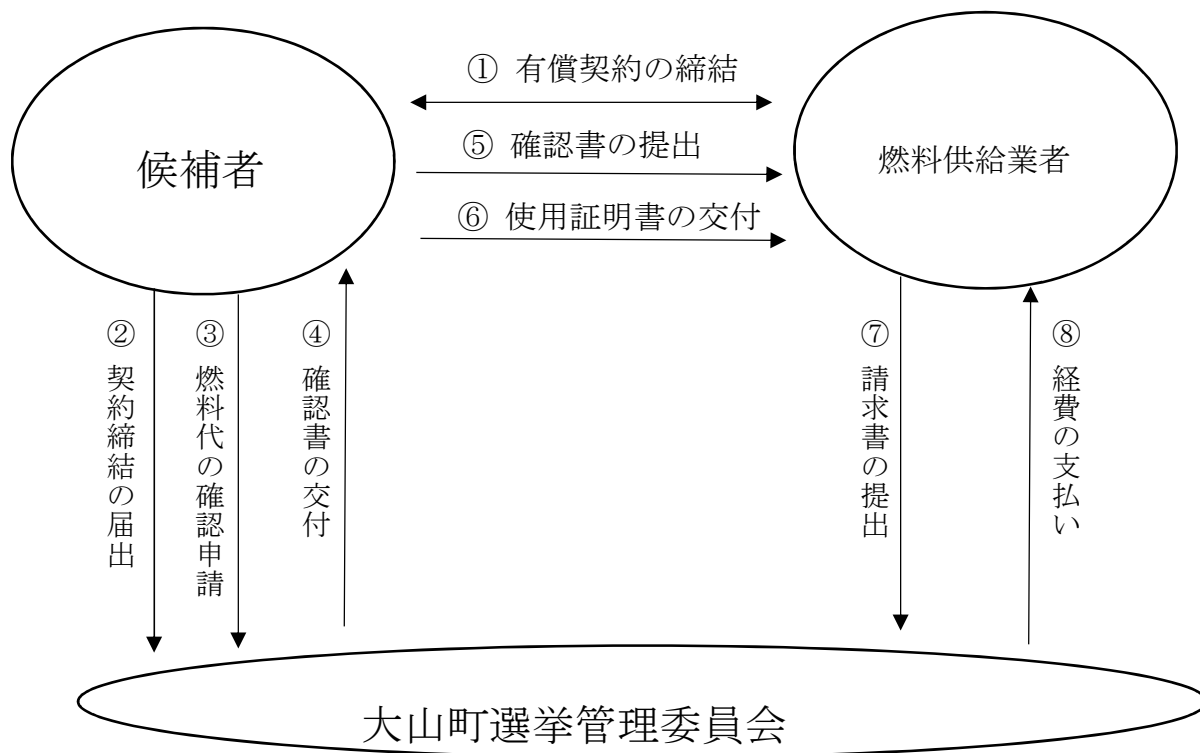 ① 有償契約の締結
候補者
⑤ 確認書の提出
燃料供給業者
⑥ 使用証明書の交付
② 契約締結の届出
③ 燃料代の確認申請
④ 確認書の交付
⑦ 請求書の提出
⑧ 経費の支払い
大山町選挙管理委員会